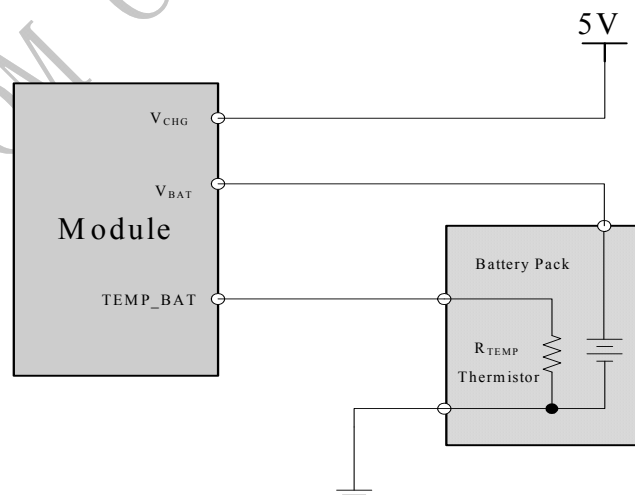 5V
VCHG
VBAT
Module
Battery Pack
TEMP_BAT
RTEMP
Thermistor